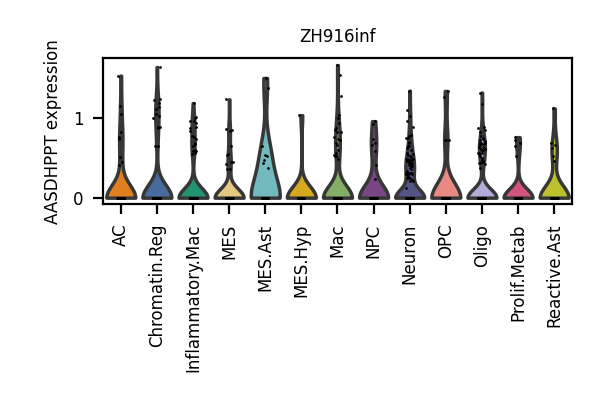 ZH916inf
AASDHPPT expression
1
0
AC
Chromatin.Reg
Inflammatory.Mac
MES
MES.Ast
MES.Hyp
Mac
NPC
Neuron
OPC
Oligo
Prolif.Metab
Reactive.Ast